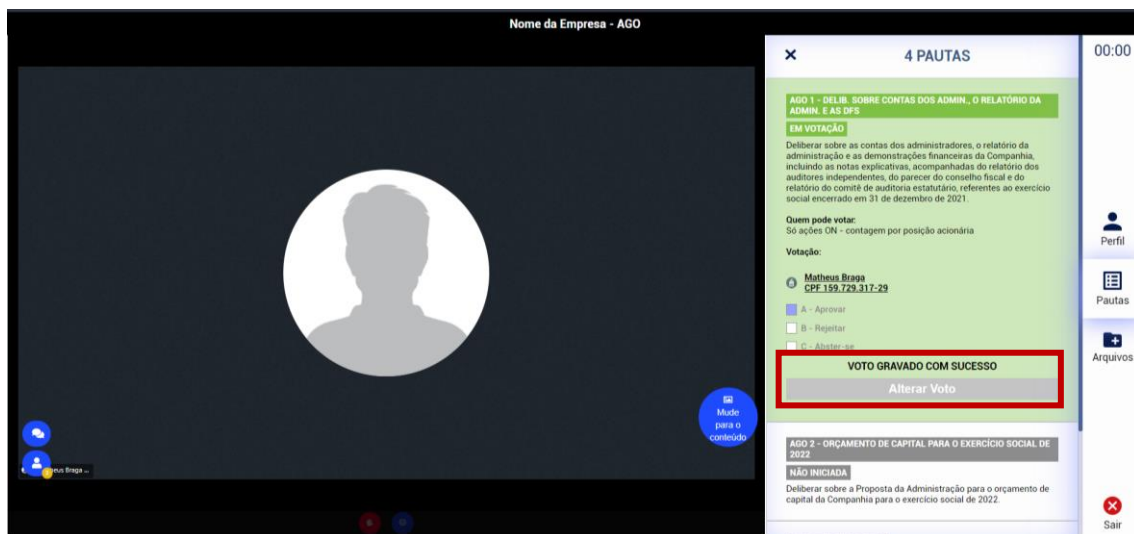 Nome da Empresa - AGO
4 PAUTAS
00:00
AGO 1 - DELIB. SOBRE CONTAS DOS ADMIN., O RELATÓRIO DA
ADMIN. E AS DFS
EM VOTAÇÃO
Deliberar sobre as contas dos administradores, o relatório da
administração e as demonstrações financeiras da Companhia,
incluindo as notas explicativas, acompanhadas do relatório dos
auditores independentes, do parecer do conselho fiscal e do
relatório do comitê de auditoria estatutário, referentes ao exercício
social encerrado em 31 de dezembro de 2021.
Quem pode votar:
Só ações ON - contagem por posição acionária
Votação:
Matheus Braga
CPF 159.729.317-29
A - Aprovar
B - Rejeitar
C - Abster-se
VOTO GRAVADO COM SUCESSO
Alterar Voto
AGO 2 - ORÇAMENTO DE CAPITAL PARA O EXERCÍCIO SOCIAL DE
2022
NÃO INICIADA
Deliberar sobre a Proposta da Administração para o orçamento de
capital da Companhia para o exercício social de 2022.
Perfil
Pautas
Arquivos
Sair
Mude
para o
conteúdo
Braga ...